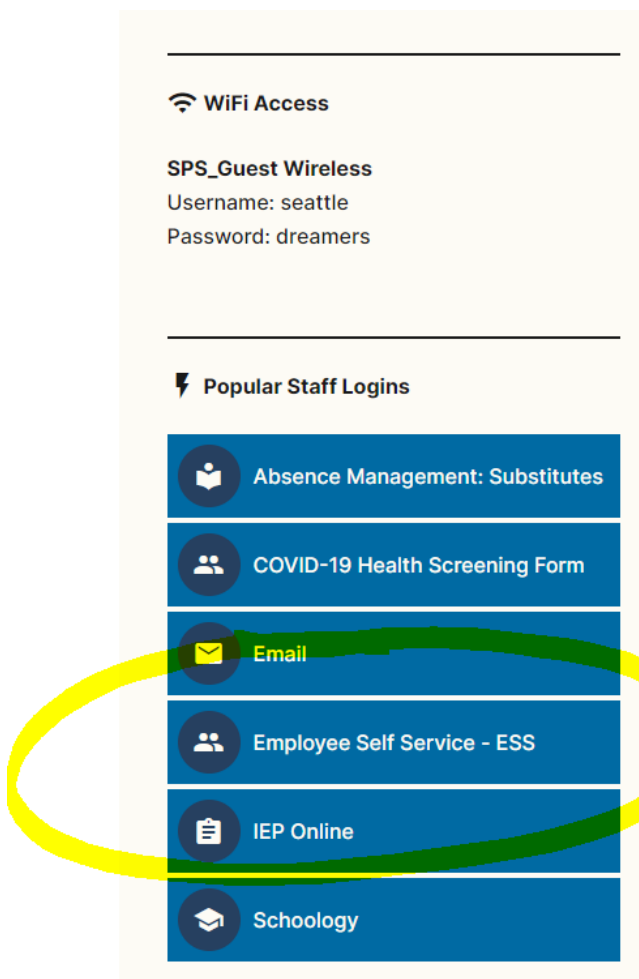 WiFi Access
SPS_Guest Wireless
Username: seattle
Password: dreamers
Popular Staff Logins
Absence Management: Substitutes
COVID-19 Health Screening Form
Email
Employee Self Service - ESS
IEP Online
Schoology